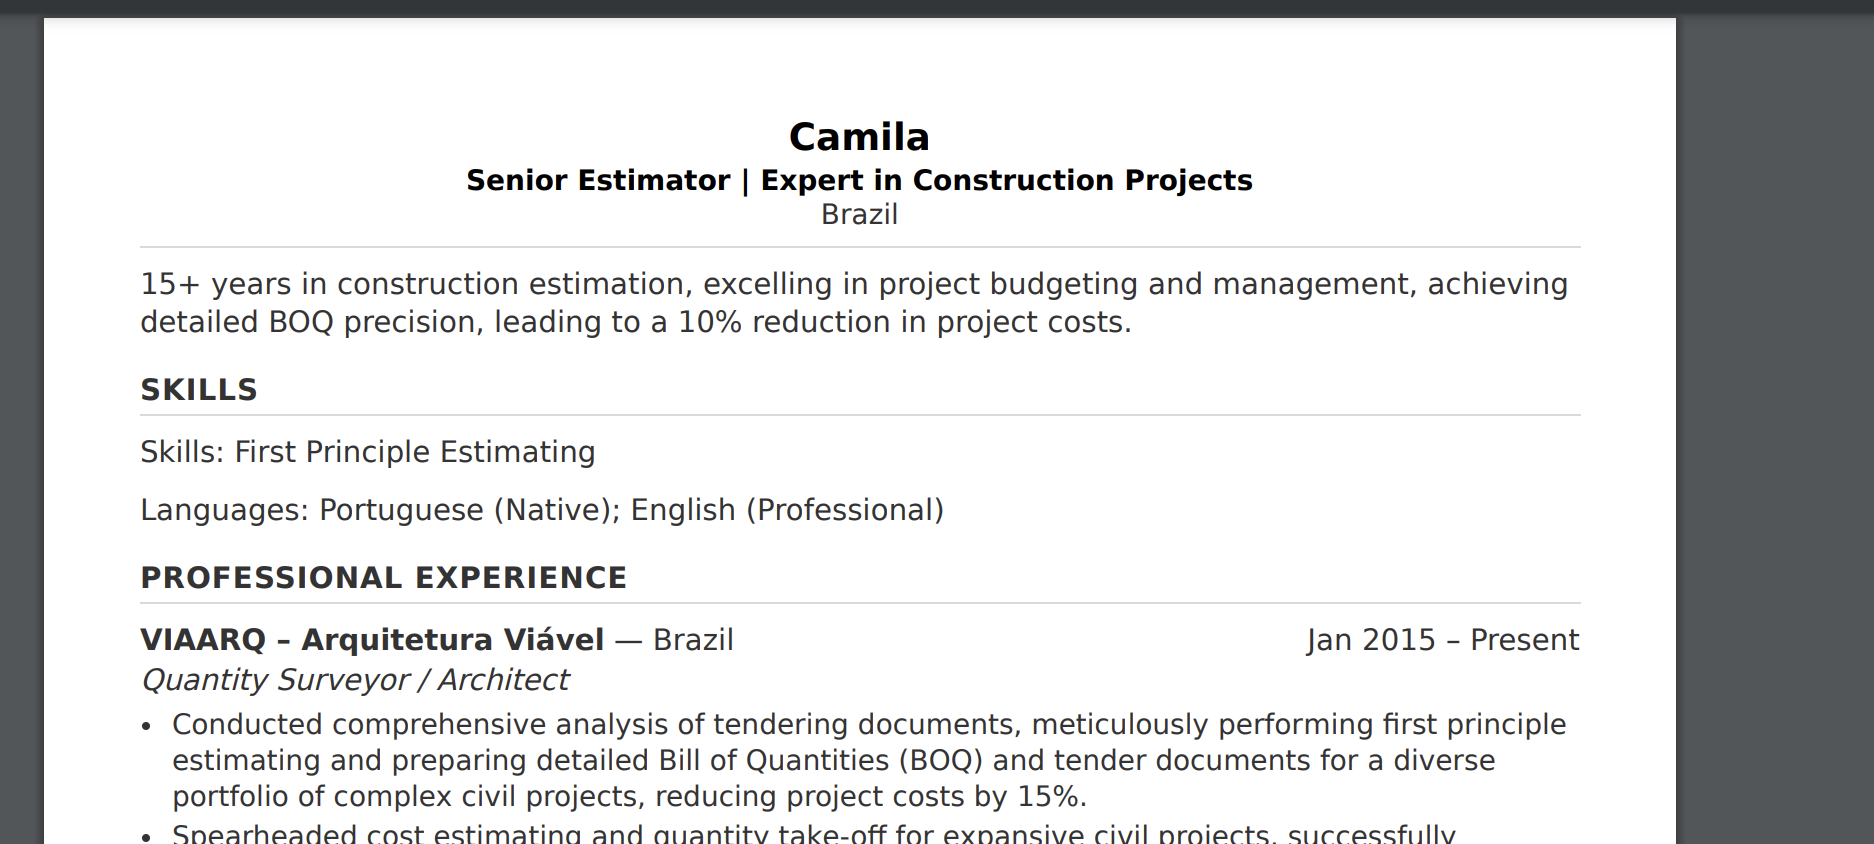 Camila
Senior Estimator | Expert in Construction Projects
Brazil
15+ years in construction estimation, excelling in project budgeting and management, achieving
detailed BOQ precision, leading to a 10% reduction in project costs.
SKILLS
Skills: First Principle Estimating
Languages: Portuguese (Native); English (Professional)
PROFESSIONAL EXPERIENCE
VIAARQ – Arquitetura Viável — Brazil Jan 2015 – Present
Quantity Surveyor / Architect
• Conducted comprehensive analysis of tendering documents, meticulously performing first principle
estimating and preparing detailed Bill of Quantities (BOQ) and tender documents for a diverse
portfolio of complex civil projects, reducing project costs by 15%.
• Spearheaded cost estimating and quantity take-off for expansive civil projects, successfully